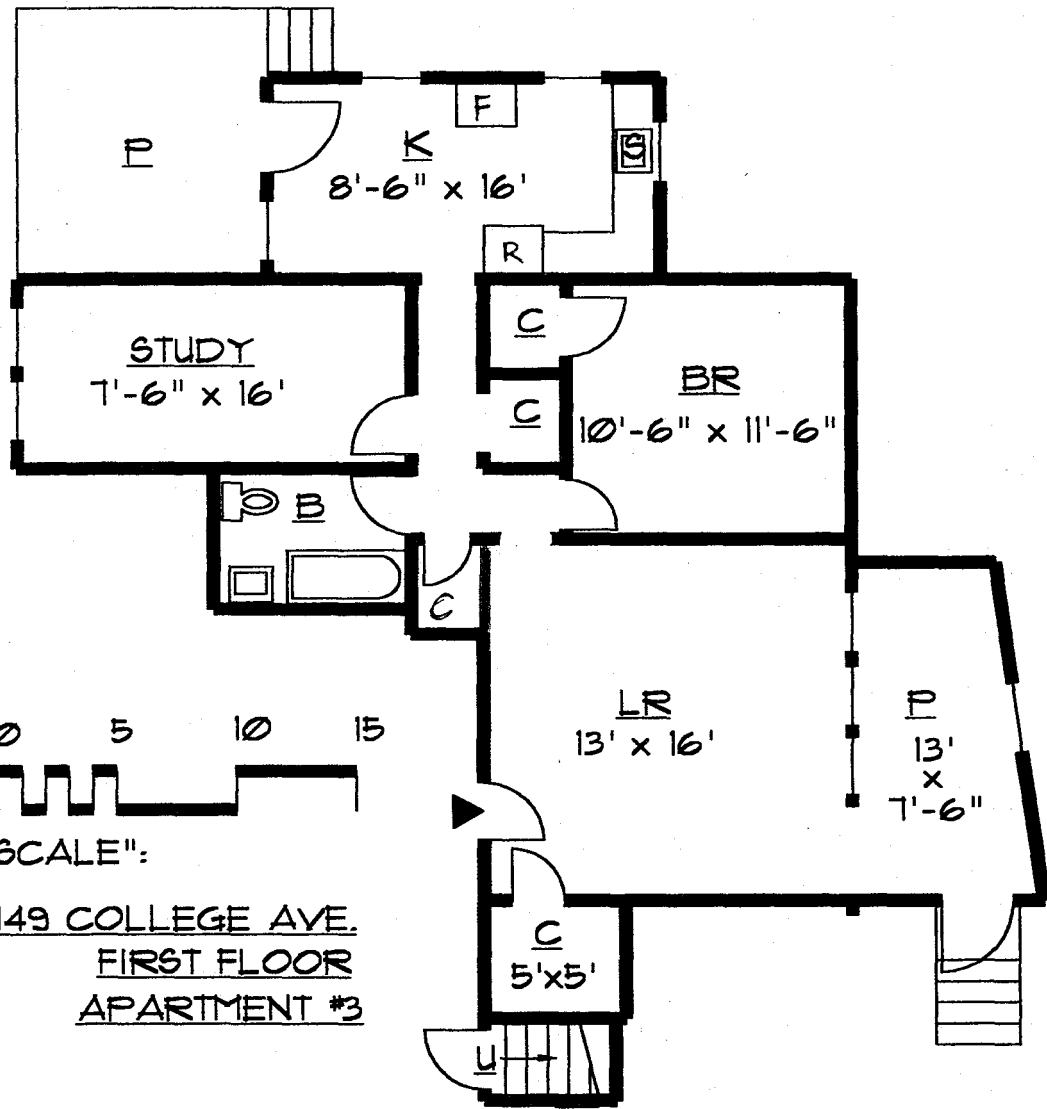 P
K
F
S
8'-6" x 16'
R
STUDY
7'-6" x 16'
C
BR
C
10'-6" x 11'-6"
B
C
LR
13' x 16'
P
13'
x
7'-6"
0 5 10 15
SCALE":
149 COLLEGE AVE.
FIRST FLOOR
APARTMENT #3
C
5'x5'
U